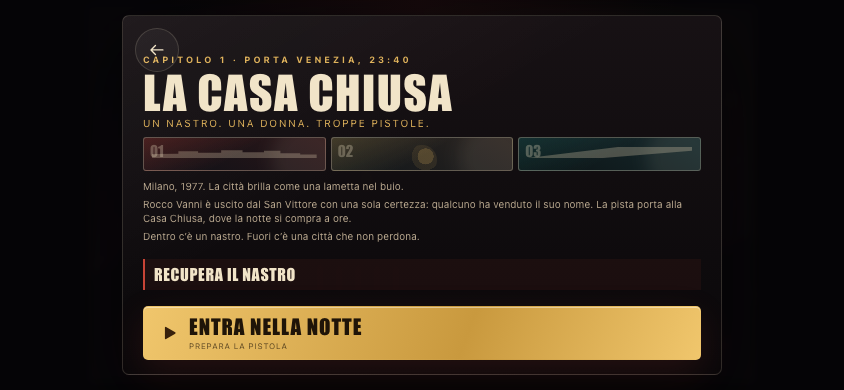 CAPITOLO 1 · PORTA VENEZIA, 23:40
LA CASA CHIUSA
UN NASTRO. UNA DONNA. TROPPE PISTOLE.
01
02
03
Milano, 1977. La città brilla come una lametta nel buio.
Rocco Vanni è uscito dal San Vittore con una sola certezza: qualcuno ha venduto il suo nome. La pista porta alla
Casa Chiusa, dove la notte si compra a ore.
Dentro c'è un nastro. Fuori c'è una città che non perdona.
RECUPERA IL NASTRO
ENTRA NELLA NOTTE
PREPARA LA PISTOLA